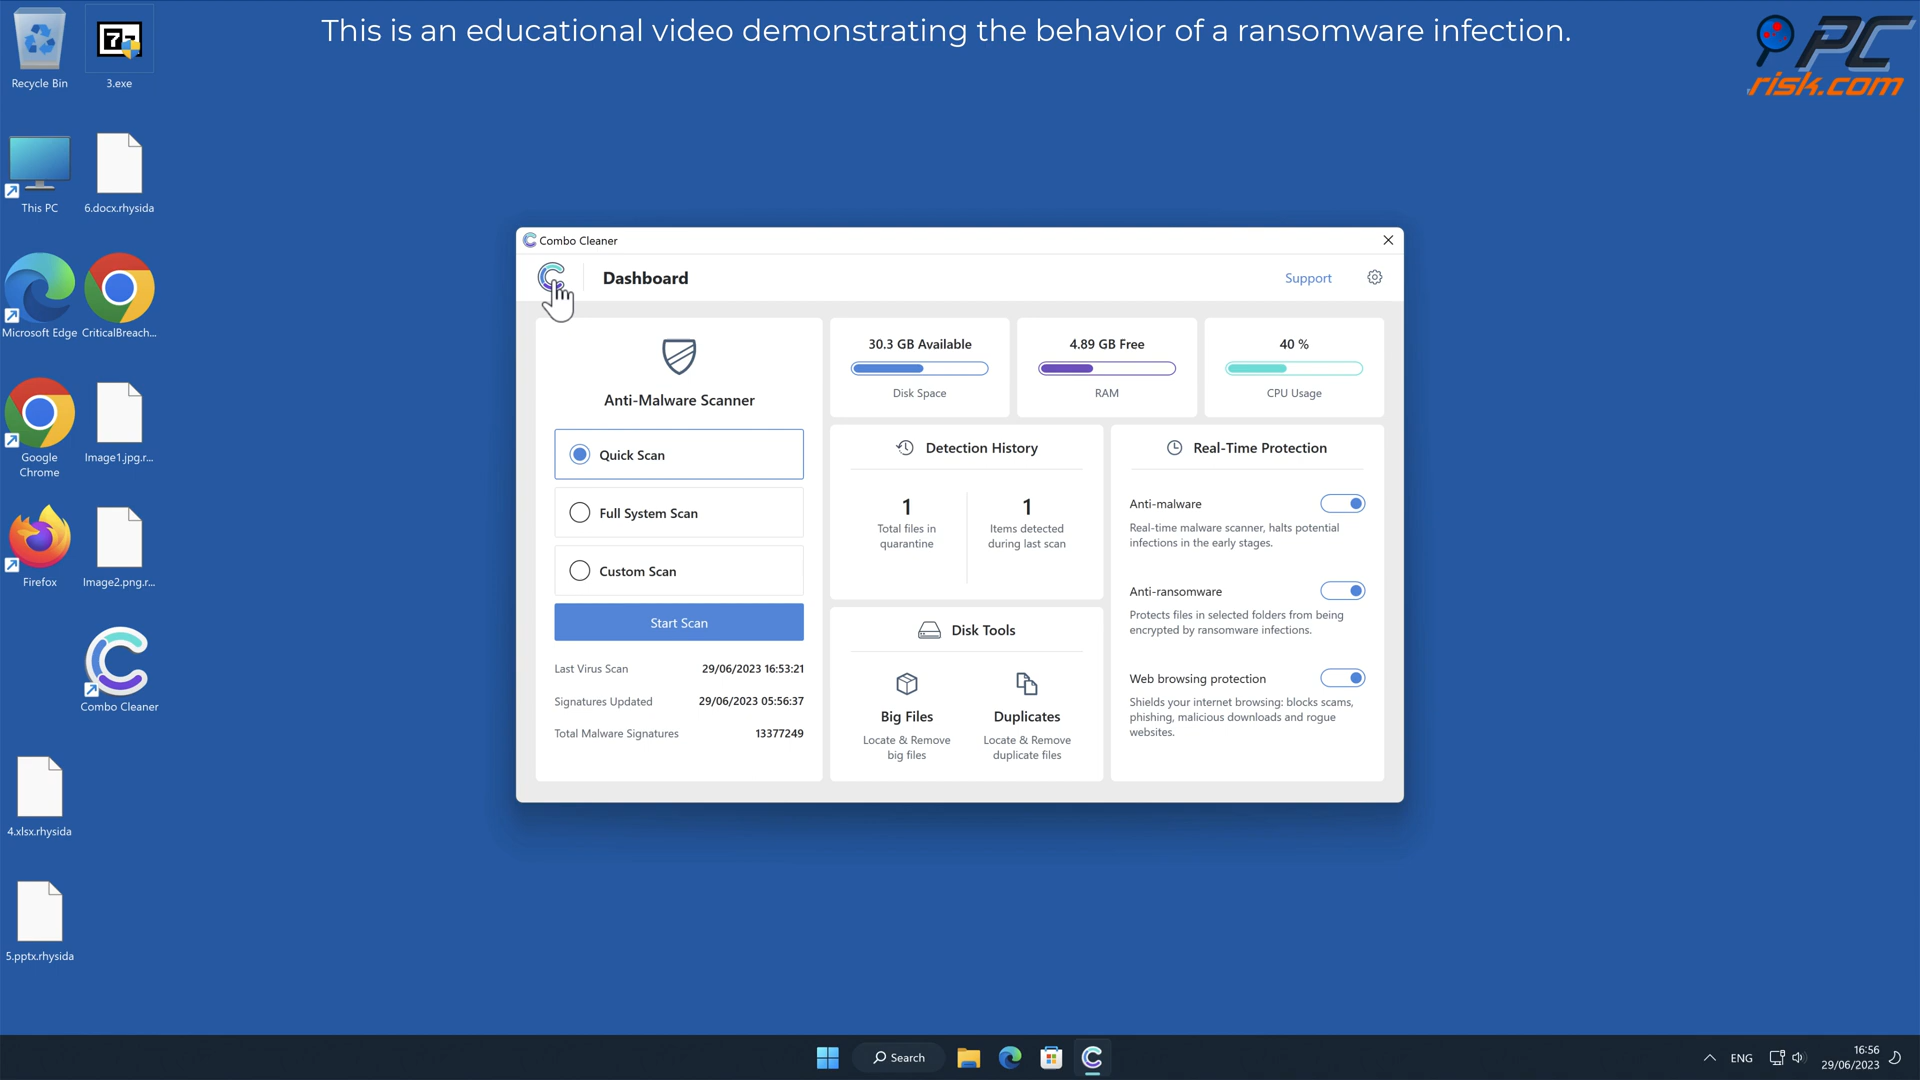 This is an educational video demonstrating the behavior of a ransomware infection.
PC
risk.com
Recycle Bin
3.exe
This PC
6.docx.rhysida
Microsoft Edge
CriticalBreach...
Google
Chrome
Image1.jpg.r...
Firefox
Image2.png.r...
Combo Cleaner
4.xlsx.rhysida
5.pptx.rhysida
Combo Cleaner
Dashboard
Support
Anti-Malware Scanner
Quick Scan
Full System Scan
Custom Scan
Start Scan
Last Virus Scan 29/06/2023 16:53:21
Signatures Updated 29/06/2023 05:56:37
Total Malware Signatures 13377249
30.3 GB Available
Disk Space
4.89 GB Free
RAM
40 %
CPU Usage
Detection History
1
Total files in
quarantine
1
Items detected
during last scan
Disk Tools
Big Files
Locate & Remove
big files
Duplicates
Locate & Remove
duplicate files
Real-Time Protection
Anti-malware
Real-time malware scanner, halts potential
infections in the early stages.
Anti-ransomware
Protects files in selected folders from being
encrypted by ransomware infections.
Web browsing protection
Shields your internet browsing: blocks scams,
phishing, malicious downloads and rogue
websites.
Search
ENG
16:56
29/06/2023